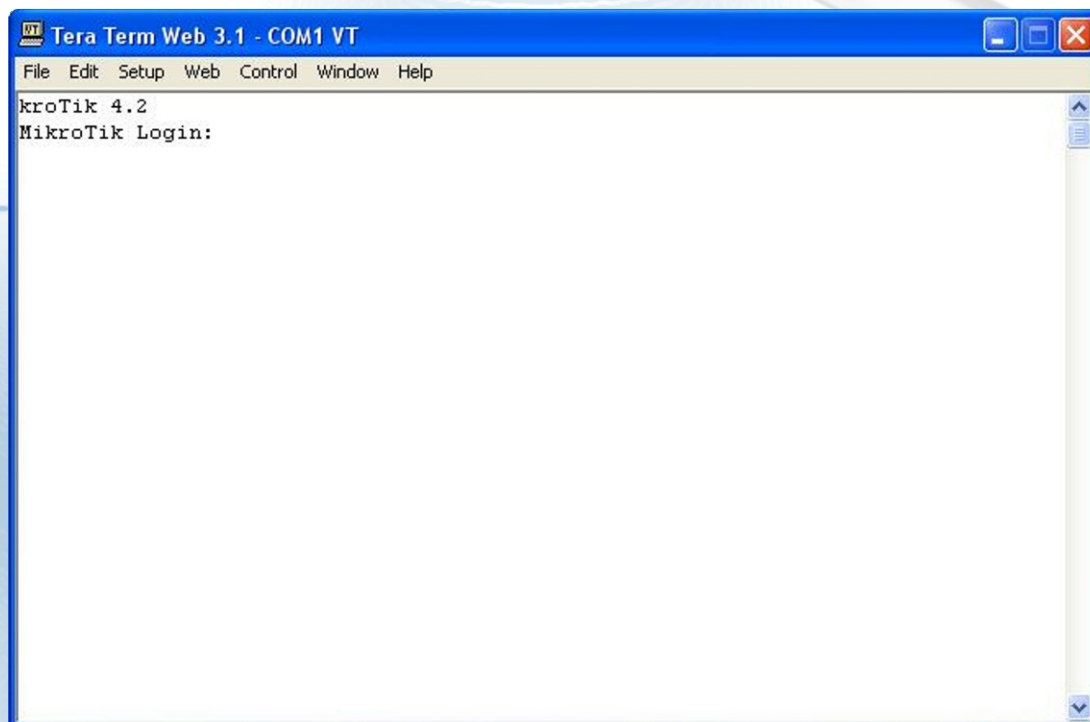 Tera Term Web 3.1 - COM1 VT
File Edit Setup Web Control Window Help
kroTik 4.2
MikroTik Login: